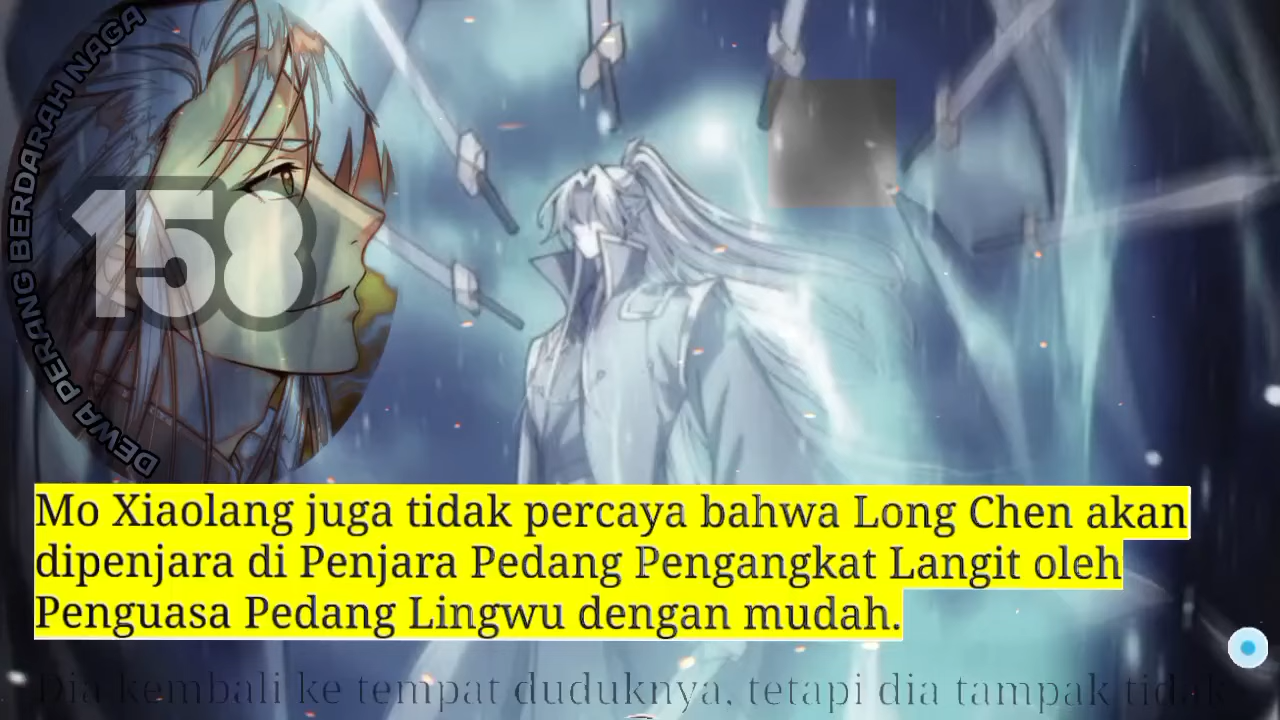 DEWA PERANG BERDARAH NAGA
158
Mo Xiaolang juga tidak percaya bahwa Long Chen akan
dipenjara di Penjara Pedang Pengangkat Langit oleh
Penguasa Pedang Lingwu dengan mudah.
Dia kembali ke tempat duduknya, tetapi dia tampak tidak